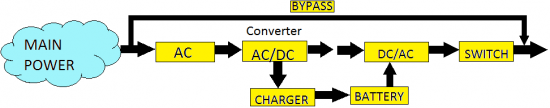 BYPASS
Converter
MAIN
POWER
AC
AC/DC
DC/AC
SWITCH
CHARGER
BATTERY